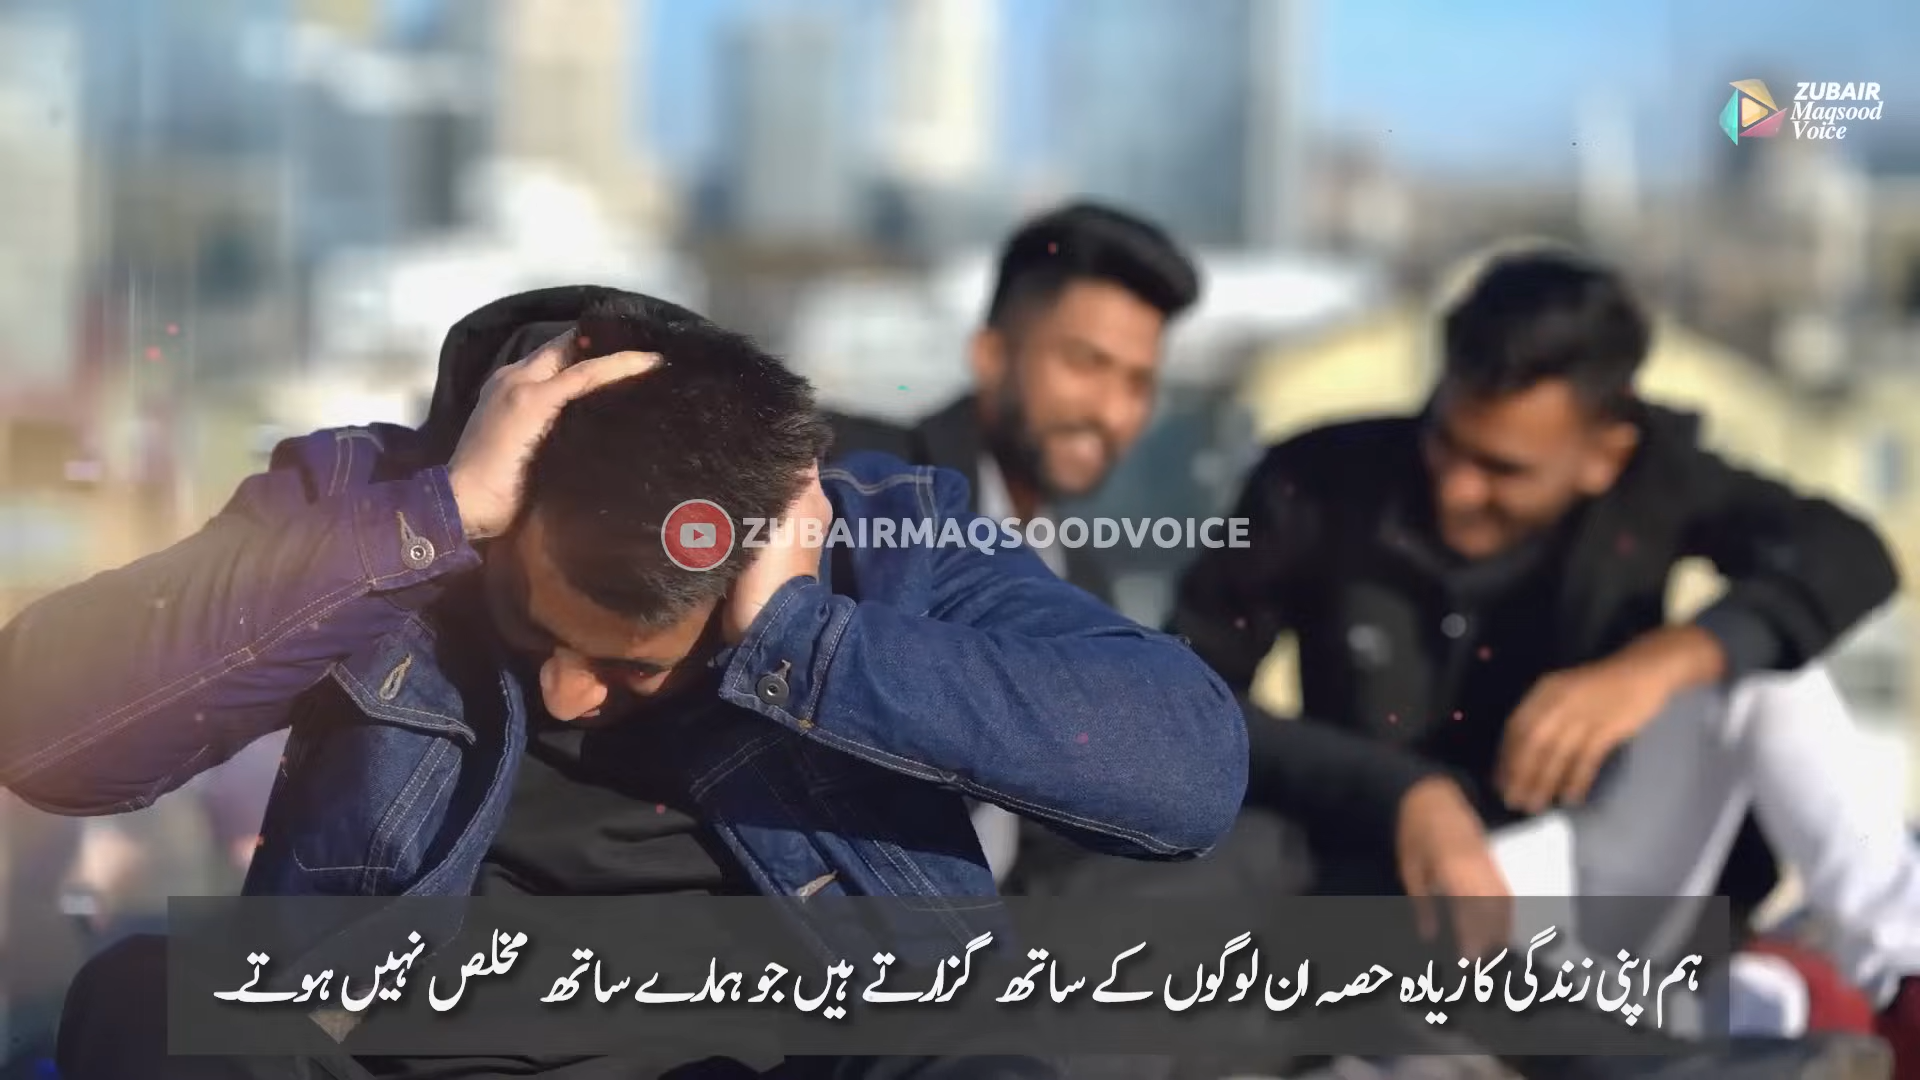 ZUBAIR
Maqsood
Voice
ZUBAIRMAQSOODVOICE
ہم اپنی زندگی کا زیادہ حصہ ان لوگوں کے ساتھ گزارتے ہیں جو ہمارے ساتھ مخلص نہیں ہوتے۔